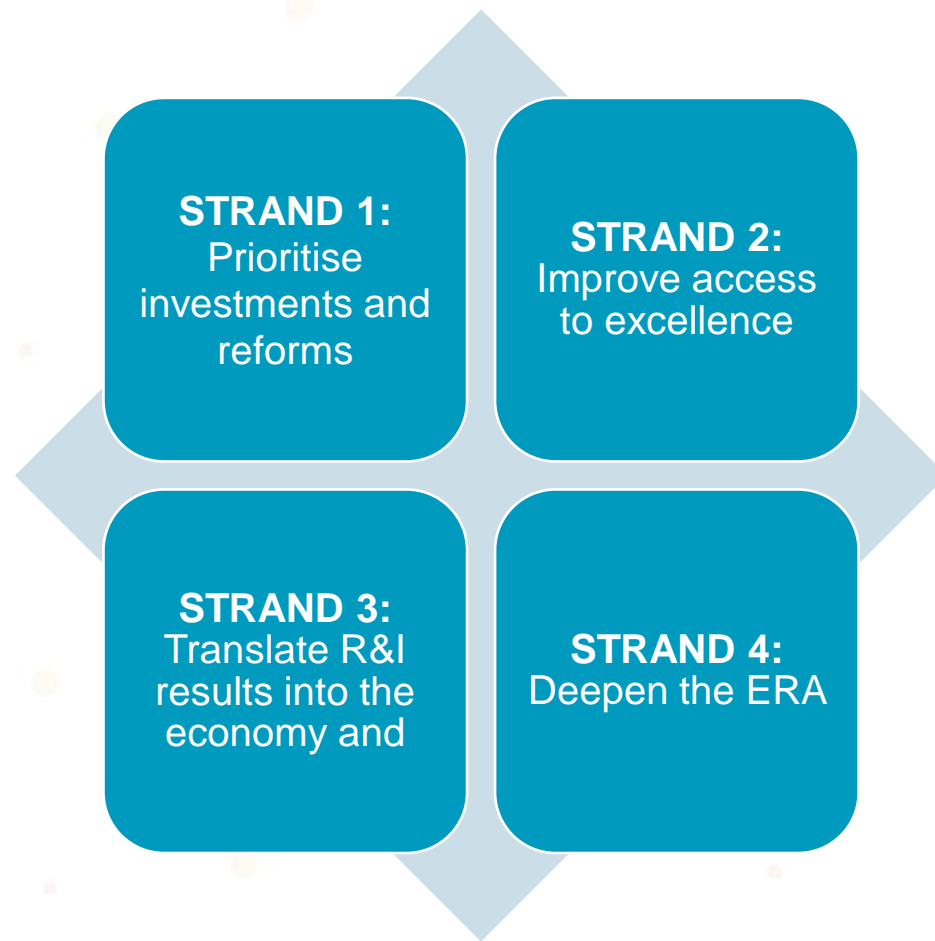 STRAND 1:
Prioritise
investments and
reforms
STRAND 2:
Improve access
to excellence
STRAND 3:
Translate R&I
results into the
economy and
STRAND 4:
Deepen the ERA